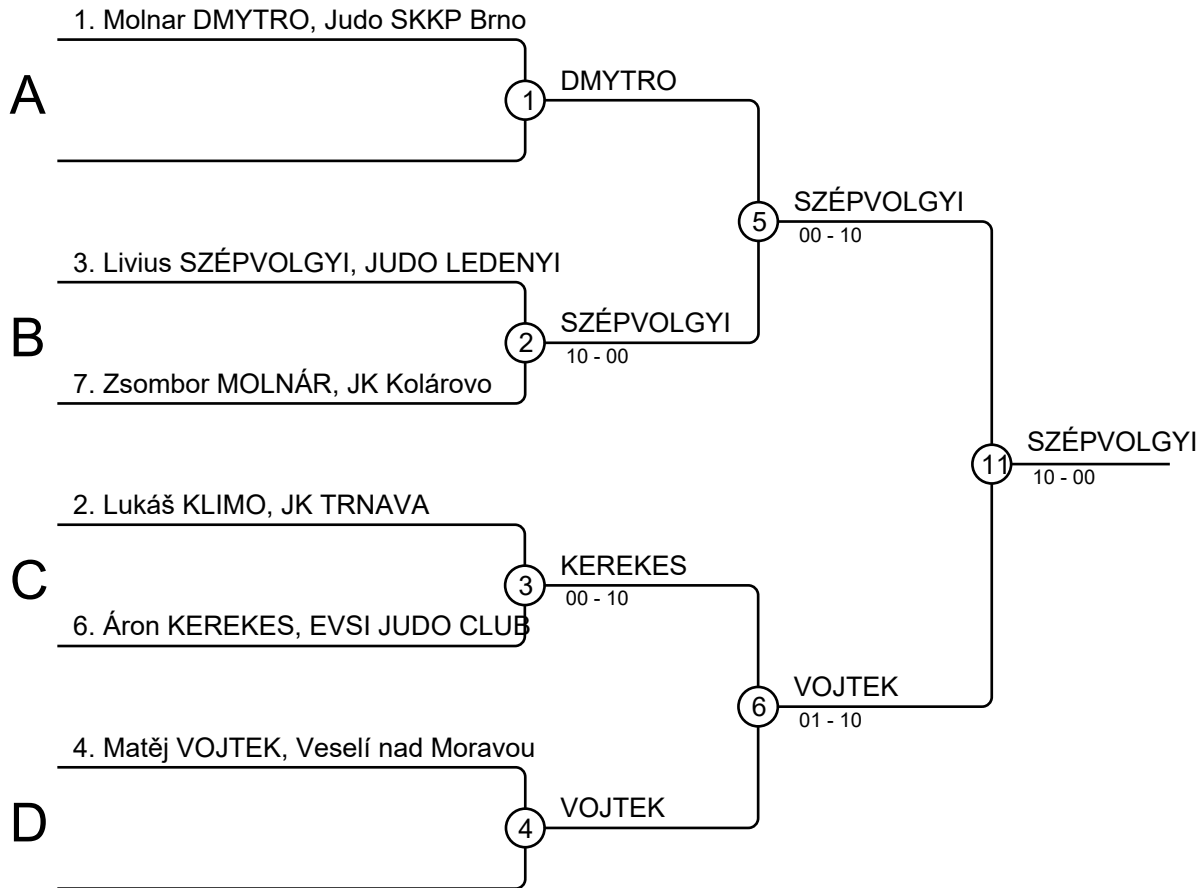 1. Molnar DMYTRO, Judo SKKP Brno
A
1
DMYTRO
5
SZÉPVOLGYI
00 - 10
3. Livius SZÉPVOLGYI, JUDO LEDENYI
B
2
SZÉPVOLGYI
10 - 00
7. Zsombor MOLNÁR, JK Kolárovo
11
SZÉPVOLGYI
10 - 00
2. Lukáš KLIMO, JK TRNAVA
C
3
KEREKES
00 - 10
6. Áron KEREKES, EVSI JUDO CLUB
6
VOJTEK
01 - 10
4. Matěj VOJTEK, Veselí nad Moravou
D
4
VOJTEK